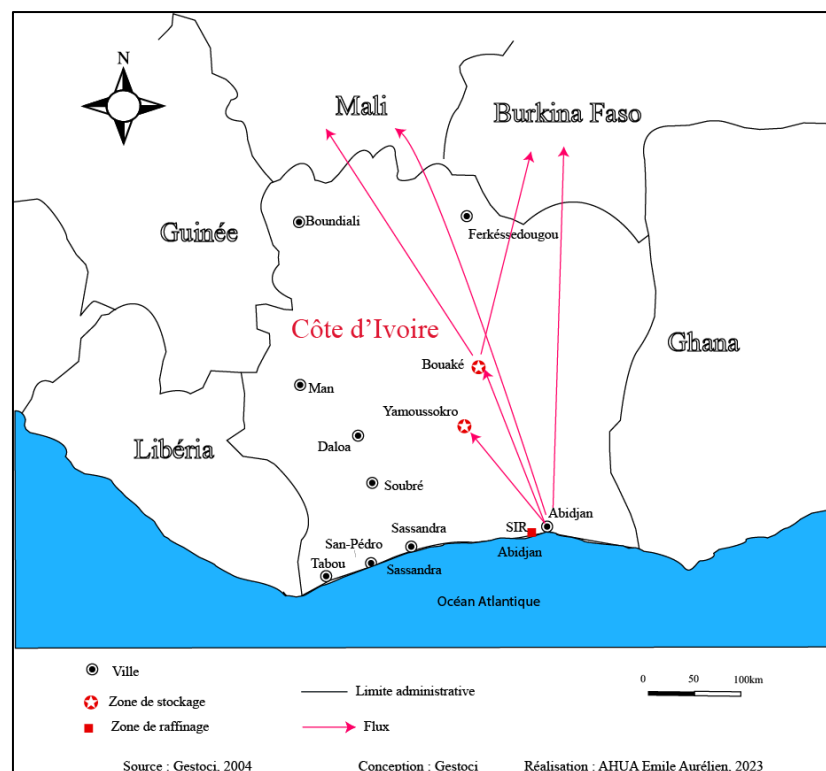 N
Mali
Burkina Faso
Boundiali
Ferkéssedougou
Guinée
Côte d'Ivoire
Ghana
Bouaké
Man
Yamoussokro
Daloa
Libéria
Soubré
Abidjan
SIR
Sassandra
San-Pédro
Abidjan
Tabou
Sassandra
Océan Atlantique
Ville
Zone de stockage
Limite administrative
0 50 100km
Zone de raffinage
Flux
Source : Gestoci, 2004 Conception : Gestoci Réalisation : AHUA Emile Aurélien, 2023